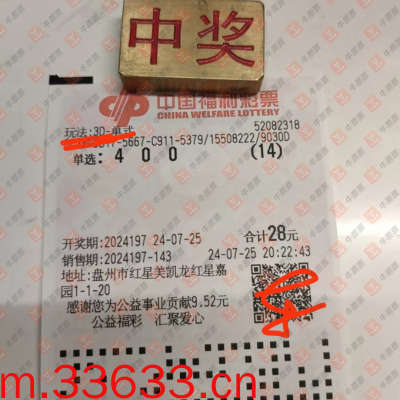 中奖
中国福利彩票
CHINA WELFARE LOTTERY
玩法:3D-单式 52082318
5667-C911-5379/15508222/90300
单选: 4 0 0 (14)
开奖期:2024197 24-07-25 合计28元
销售期:2024197-143 24-07-25 20:22:43
地址:盘州市红星美凯龙红星嘉
园1-1-20
感谢您为公益事业贡献9.52元
公益福彩 汇聚爱心
m.33633.cn